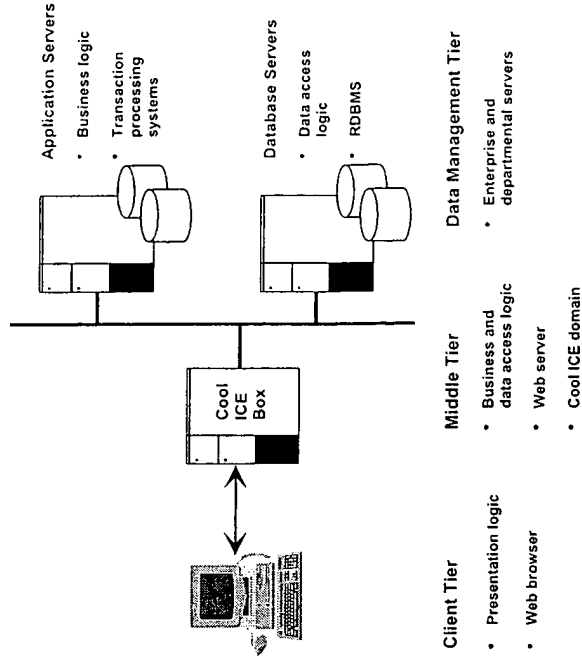 Application Servers
• Business logic
• Transaction
processing
systems
Cool
ICE
Box
Database Servers
• Data access
logic
• RDBMS
Client Tier
• Presentation logic
• Web browser
Middle Tier
• Business and
data access logic
• Web server
• Cool ICE domain
Data Management Tier
• Enterprise and
departmental servers